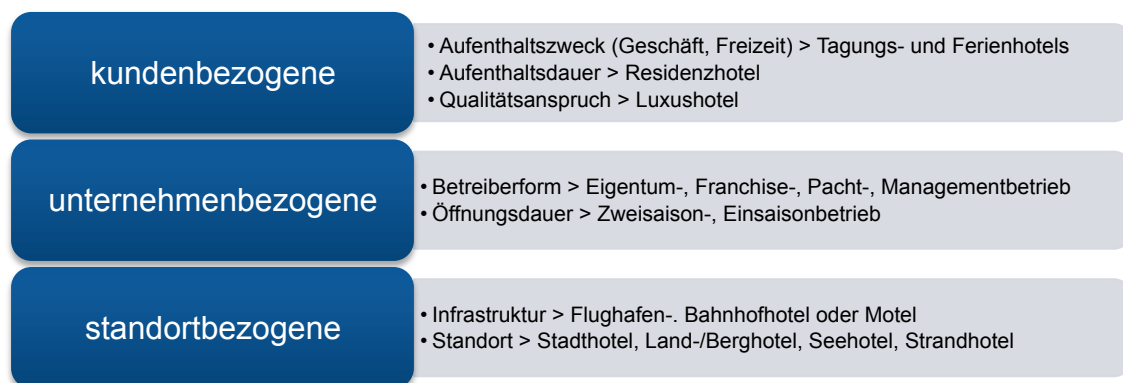 kundenbezogene
• Aufenthaltszweck (Geschäft, Freizeit) > Tagungs- und Ferienhotels
• Aufenthaltsdauer > Residenzhotel
• Qualitätsanspruch > Luxushotel
unternehmenbezogene
• Betreiberform > Eigentum-, Franchise-, Pacht-, Managementbetrieb
• Öffnungsdauer > Zweisaison-, Einsaisonbetrieb
standortbezogene
• Infrastruktur > Flughafen-. Bahnhofhotel oder Motel
• Standort > Stadthotel, Land-/Berghotel, Seehotel, Strandhotel